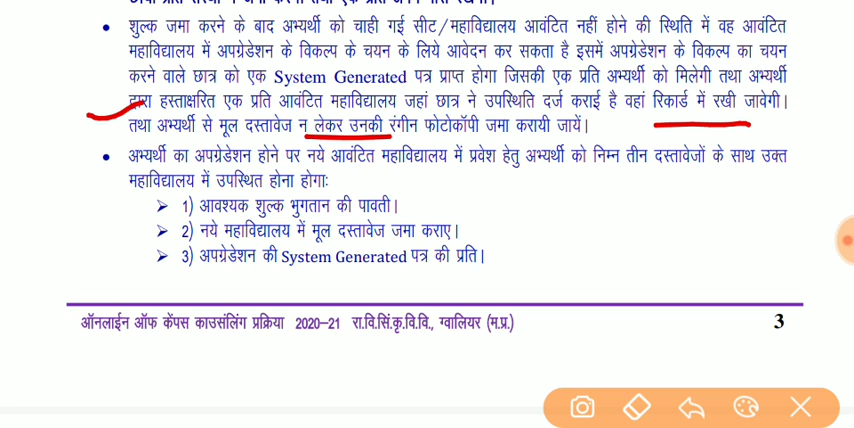 शुल्क जमा करने के बाद अभ्यर्थी को चाही गई सीट/महाविद्यालय आवंटित नहीं होने की स्थिति में वह आवंटित
महाविद्यालय में अपग्रेडेशन के विकल्प के चयन के लिये आवेदन कर सकता है इसमें अपग्रेडेशन के विकल्प का चयन
करने वाले छात्र को एक System Generated पत्र प्राप्त होगा जिसकी एक प्रति अभ्यर्थी को मिलेगी तथा अभ्यर्थी
द्वारा हस्ताक्षरित एक प्रति आवंटित महाविद्यालय जहां छात्र ने उपस्थिति दर्ज कराई है वहां रिकार्ड में रखी जावेगी।
तथा अभ्यर्थी से मूल दस्तावेज न लेकर उनकी रंगीन फोटोकॉपी जमा करायी जायें।
अभ्यर्थी का अपग्रेडेशन होने पर नये आवंटित महाविद्यालय में प्रवेश हेतु अभ्यर्थी को निम्न तीन दस्तावेजों के साथ उक्त
महाविद्यालय में उपस्थित होना होगाः
1) आवश्यक शुल्क भुगतान की पावती।
2) नये महाविद्यालय में मूल दस्तावेज जमा कराए।
3) अपग्रेडेशन की System Generated पत्र की प्रति।
ऑनलाईन ऑफ केंपस काउसंलिंग प्रक्रिया 2020-21 रा.वि.सिं.कृ.वि.वि., ग्वालियर (म.प्र.)
3